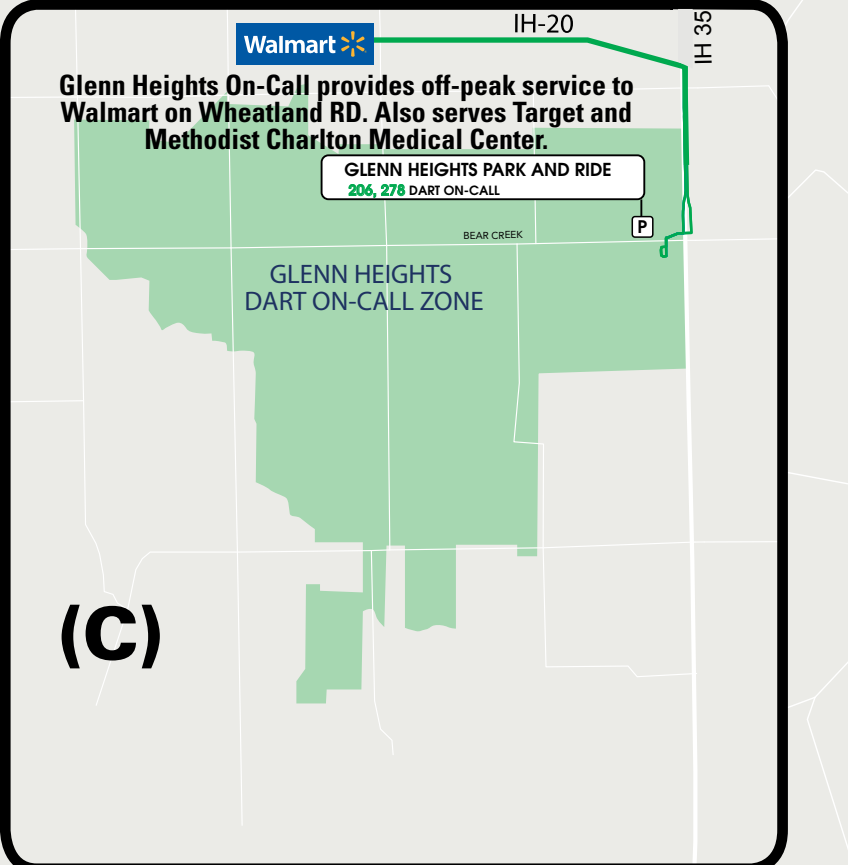 IH-20
IH 35
Walmart
Glenn Heights On-Call provides off-peak service to
Walmart on Wheatland RD. Also serves Target and
Methodist Charlton Medical Center.
GLENN HEIGHTS PARK AND RIDE
206, 278 DART ON-CALL
P
BEAR CREEK
GLENN HEIGHTS
DART ON-CALL ZONE
(C)